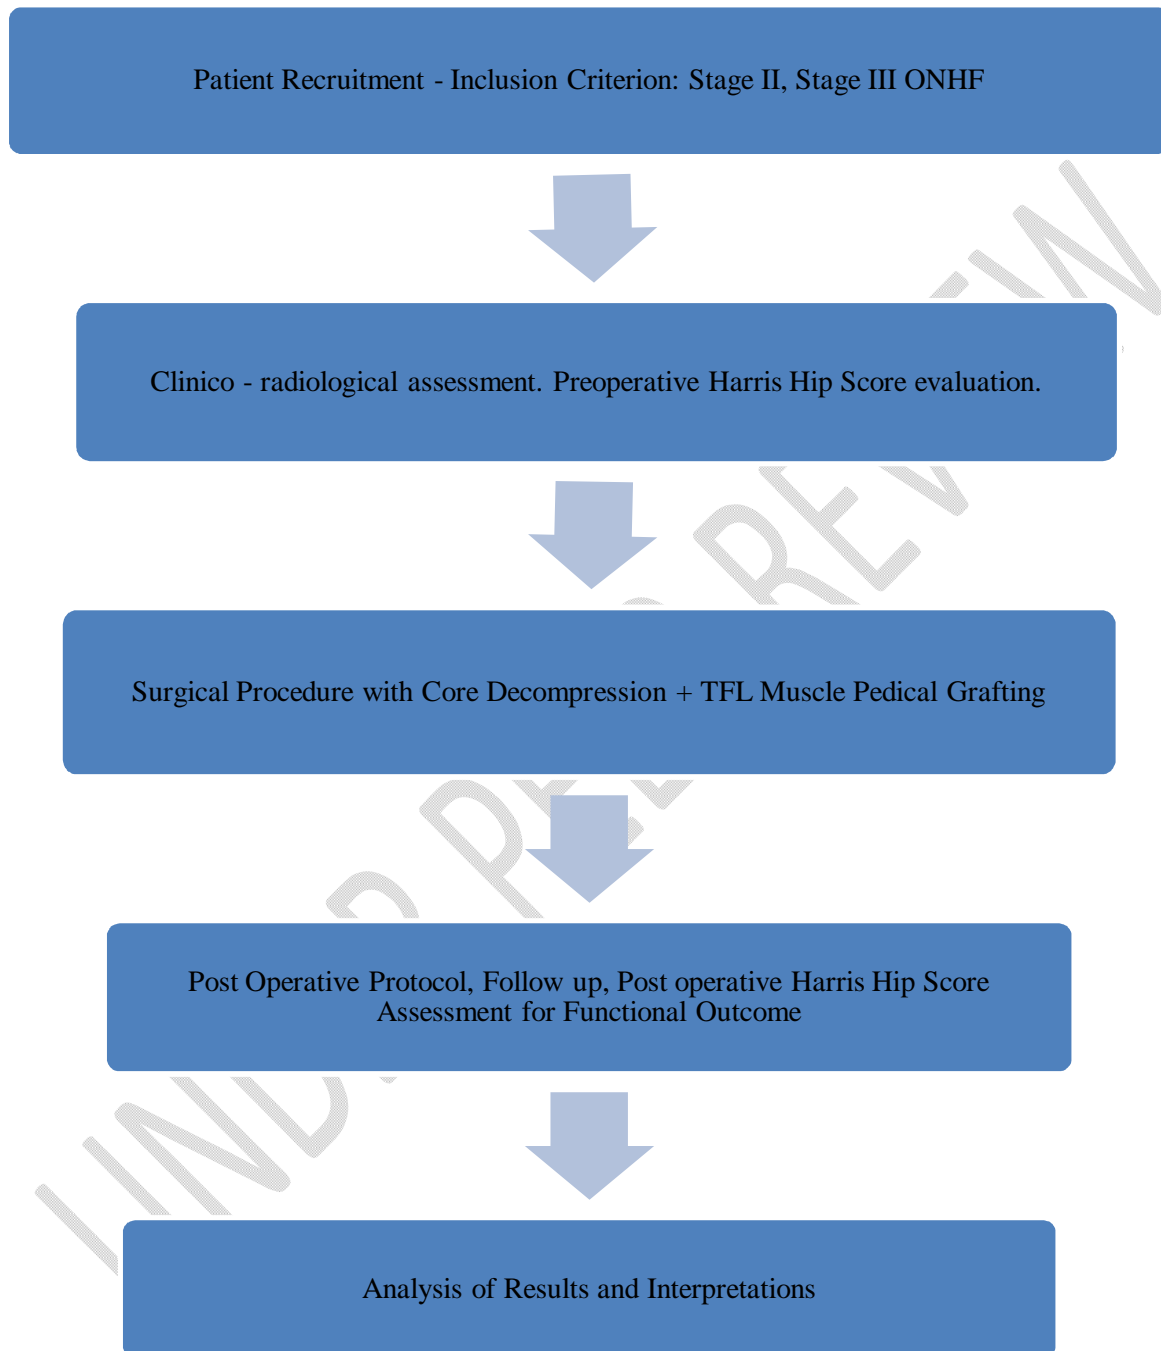 Patient Recruitment - Inclusion Criterion: Stage II, Stage III ONHF
Clinico - radiological assessment. Preoperative Harris Hip Score evaluation.
Surgical Procedure with Core Decompression + TFL Muscle Pedical Grafting
Post Operative Protocol, Follow up, Post operative Harris Hip Score
Assessment for Functional Outcome
Analysis of Results and Interpretations